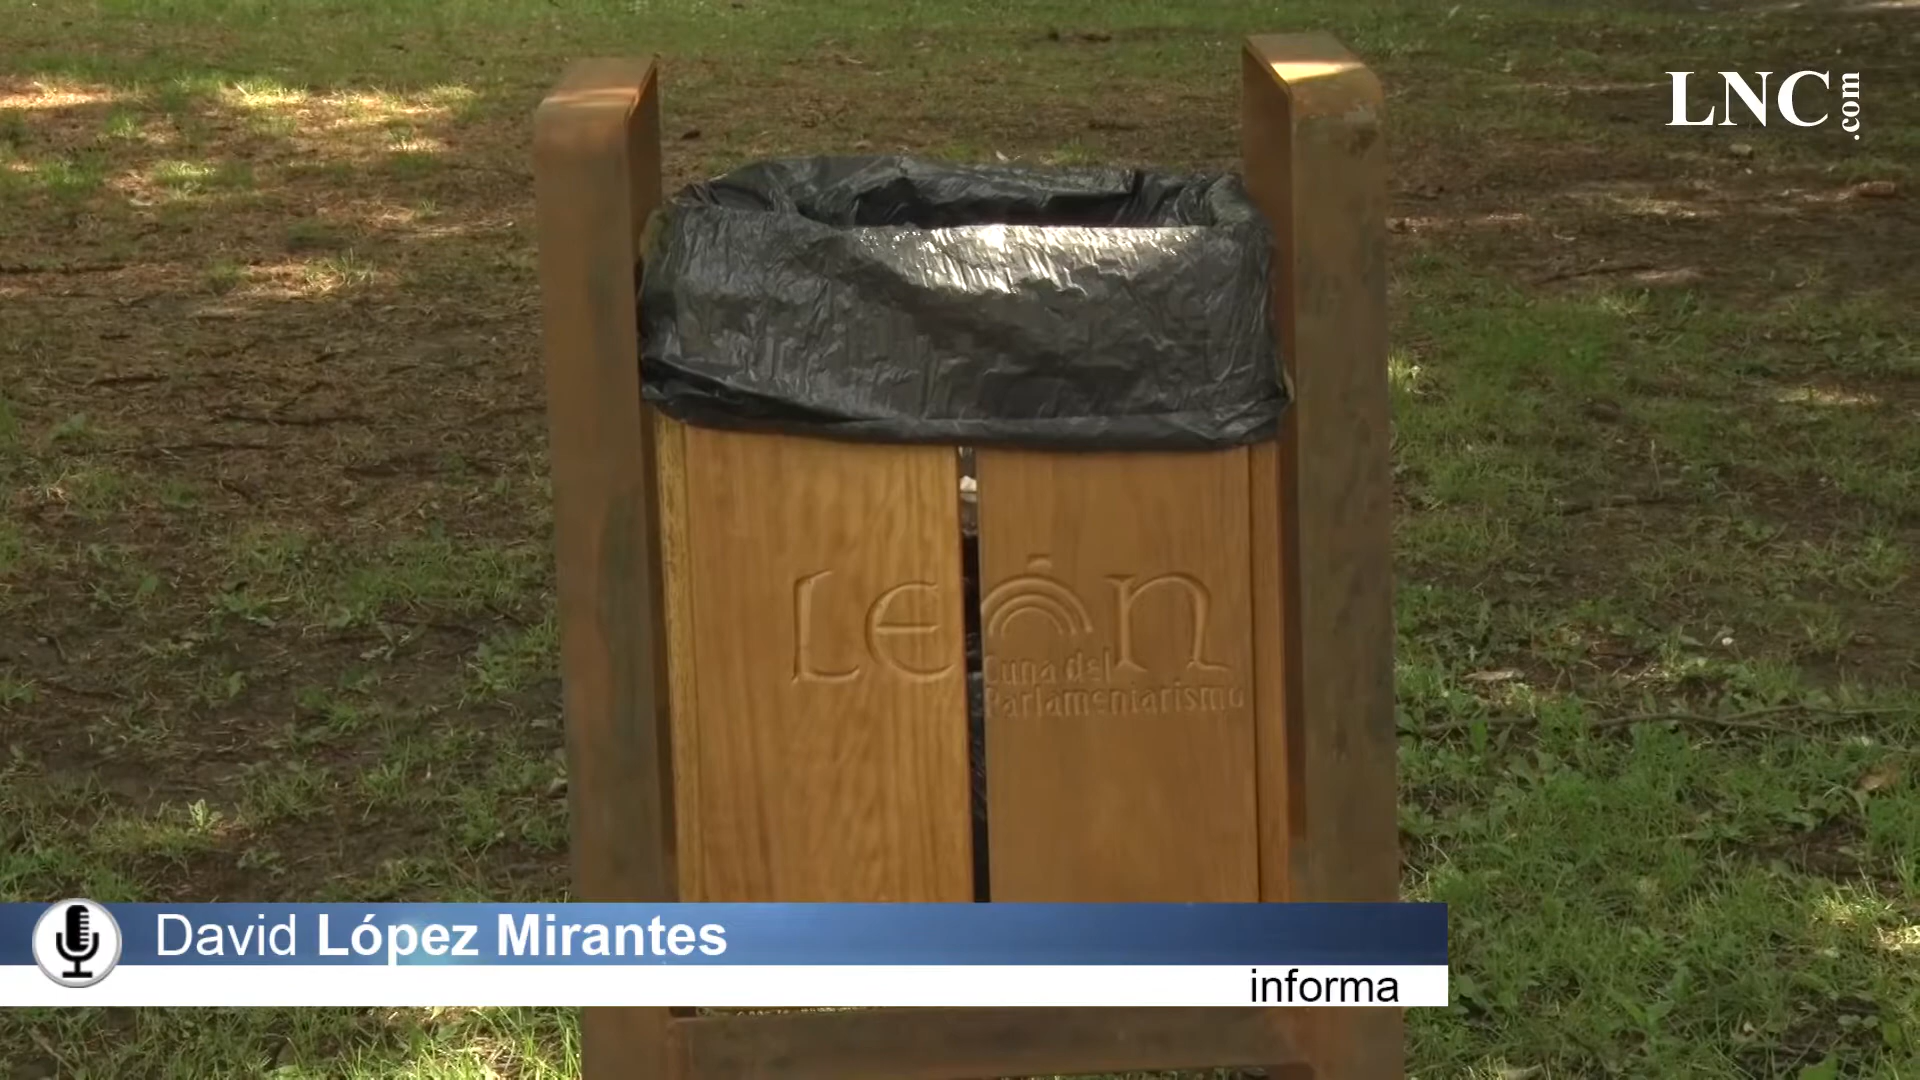 LNC.com
LEÓN
Cuna del
Parlamentarismo
David López Mirantes
informa